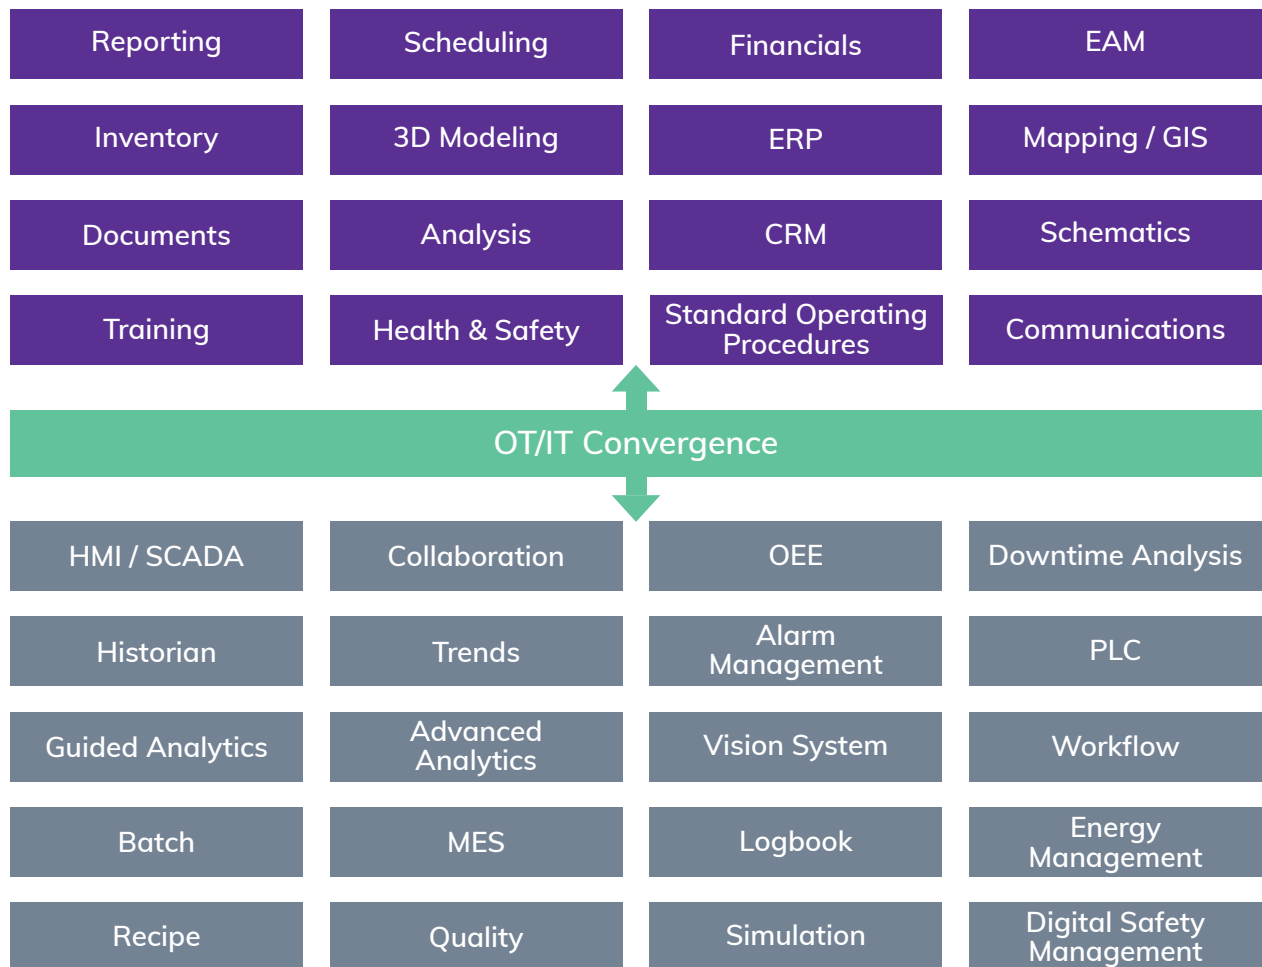 Reporting
Scheduling
Financials
EAM
Inventory
3D Modeling
ERP
Mapping / GIS
Documents
Analysis
CRM
Schematics
Training
Health & Safety
Standard Operating
Procedures
Communications
OT/IT Convergence
HMI / SCADA
Collaboration
OEE
Downtime Analysis
Historian
Trends
Alarm
Management
PLC
Guided Analytics
Advanced
Analytics
Vision System
Workflow
Batch
MES
Logbook
Energy
Management
Recipe
Quality
Simulation
Digital Safety
Management